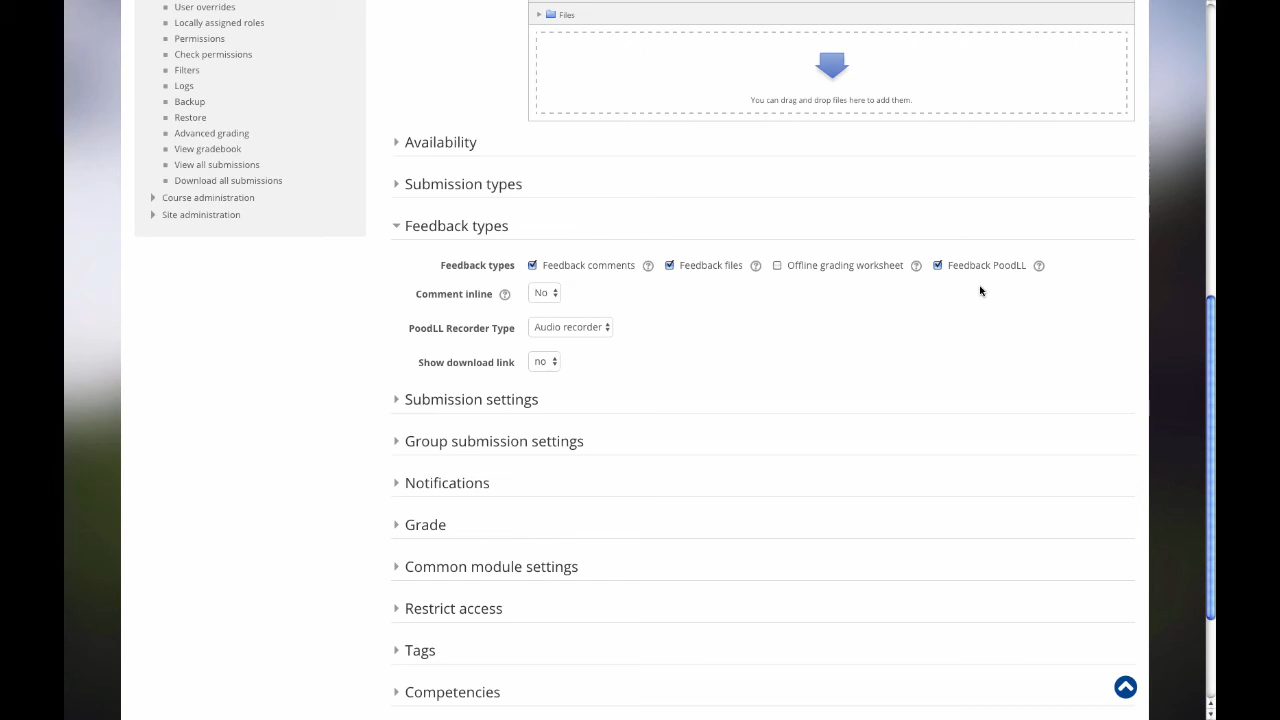 User overrides
Locally assigned roles
Permissions
Check permissions
Filters
Logs
Backup
Restore
Advanced grading
View gradebook
View all submissions
Download all submissions
Course administration
Site administration
Files
You can drag and drop files here to add them.
Availability
Submission types
Feedback types
Feedback types Feedback comments Feedback files Offline grading worksheet Feedback PoodLL
Comment inline No
PoodLL Recorder Type Audio recorder
Show download link no
Submission settings
Group submission settings
Notifications
Grade
Common module settings
Restrict access
Tags
Competencies